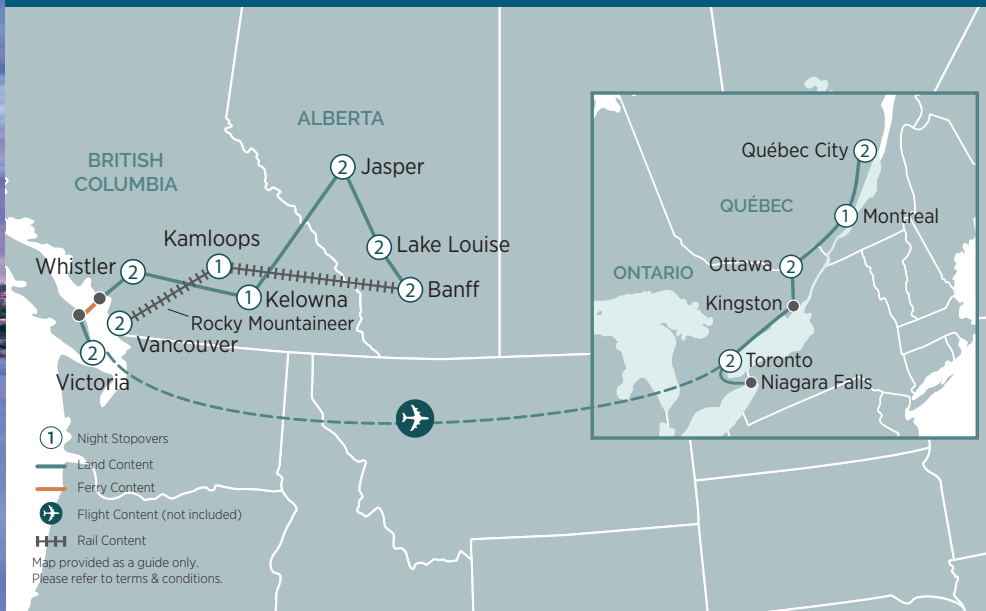 ALBERTA
BRITISH
COLUMBIA
2 Jasper
Kamloops
1
2 Lake Louise
Whistler 2
2 Banff
1 Kelowna
Rocky Mountaineer
2
Vancouver
2
Victoria
Québec City 2
QUÉBEC
1 Montreal
ONTARIO
Ottawa 2
Kingston
2 Toronto
Niagara Falls
1 Night Stopovers
Land Content
Ferry Content
Flight Content (not included)
Rail Content
Map provided as a guide only.
Please refer to terms & conditions.